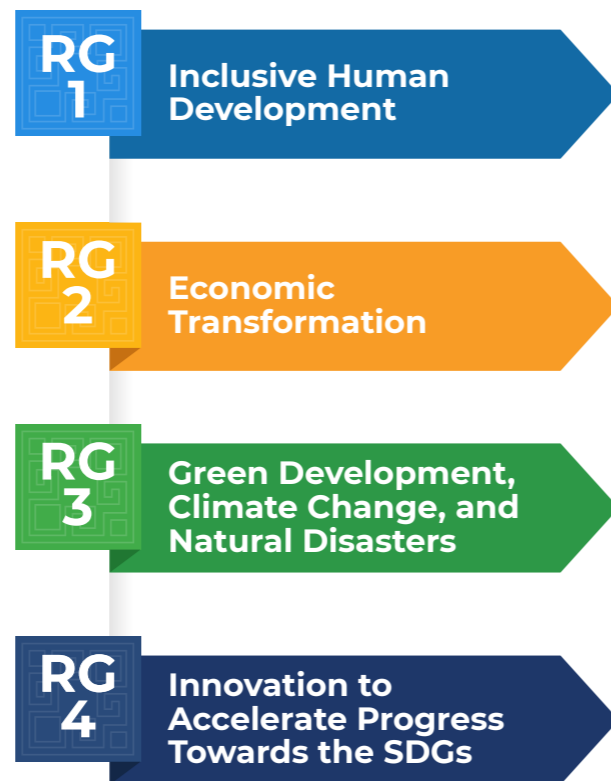 RG
1
Inclusive Human
Development
RG
2
Economic
Transformation
RG
3
Green Development,
Climate Change, and
Natural Disasters
RG
4
Innovation to
Accelerate Progress
Towards the SDGs